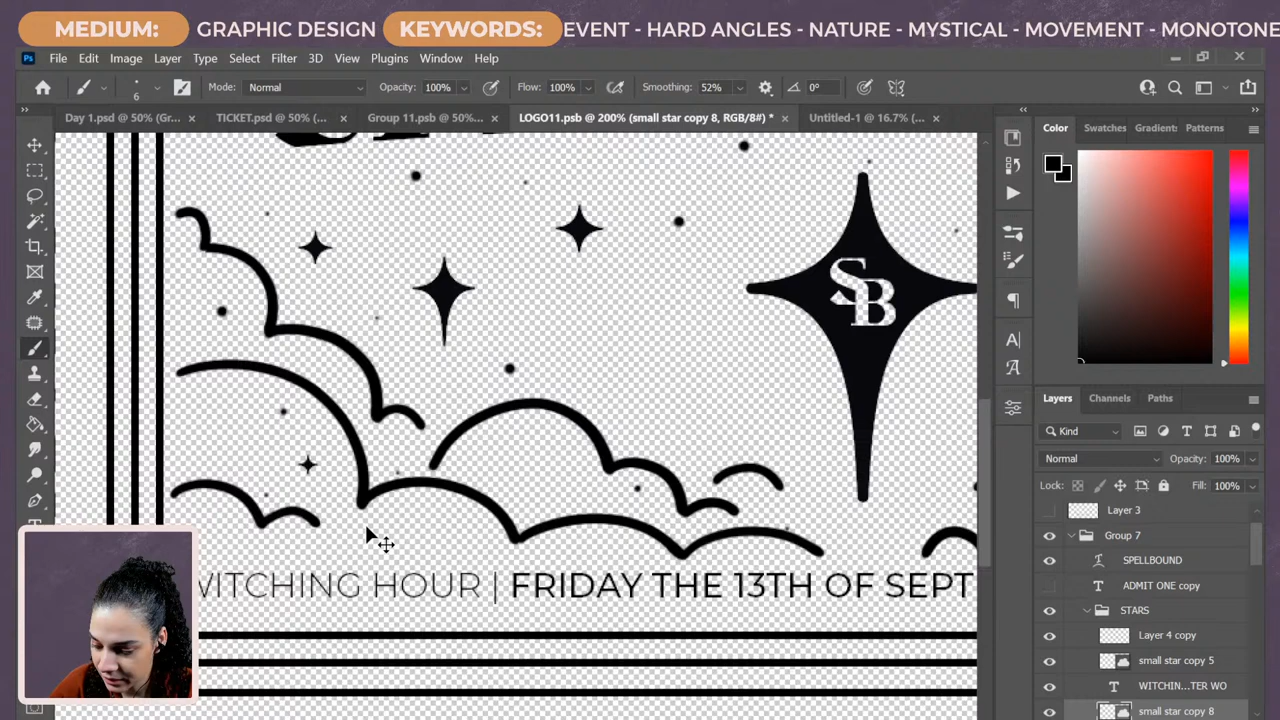 MEDIUM: GRAPHIC DESIGN KEYWORDS: EVENT - HARD ANGLES - NATURE - MYSTICAL - MOVEMENT - MONOTONE
Ps File Edit Image Layer Type Select Filter 3D View Plugins Window Help
6 Mode: Normal Opacity: 100% Flow: 100% Smoothing: 52% 0°
Day 1.psd @ 50% (Gr... × TICKET.psd @ 50% (... × Group 11.psb @ 50%... × LOGO11.psb @ 200% (small star copy 8, RGB/8#) * × Untitled-1 @ 16.7% (... ×
Color Swatches Gradient: Patterns
SB
WITCHING HOUR | FRIDAY THE 13TH OF SEPT
Layers Channels Paths
Kind
Normal Opacity: 100%
Lock: Fill: 100%
Layer 3
Group 7
SPELLBOUND
T ADMIT ONE copy
STARS
Layer 4 copy
small star copy 5
T WITCHIN...TER WO
small star copy 8